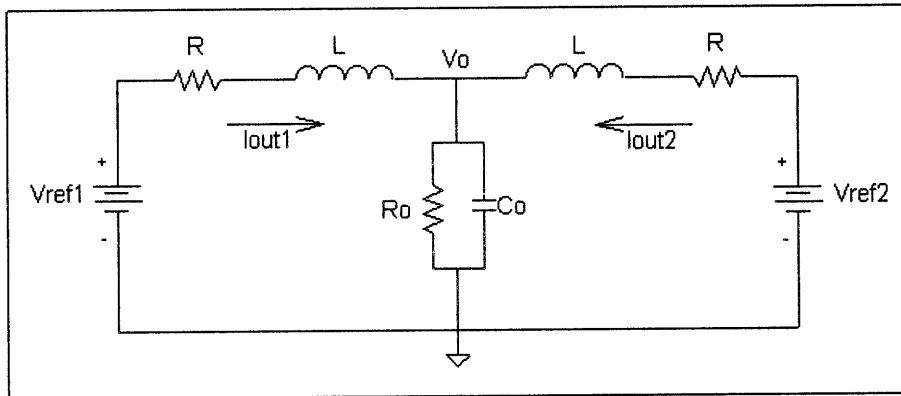 R
L
Vo
L
R
Iout1
Iout2
+
+
Vref1
Ro
Co
Vref2
-
-